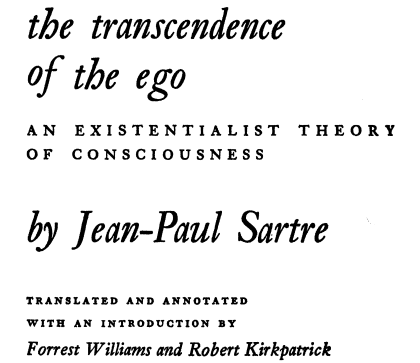 the transcendence
of the ego
AN EXISTENTIALIST THEORY
OF CONSCIOUSNESS
by Jean-Paul Sartre
TRANSLATED AND ANNOTATED
WITH AN INTRODUCTION BY
Forrest Williams and Robert Kirkpatrick